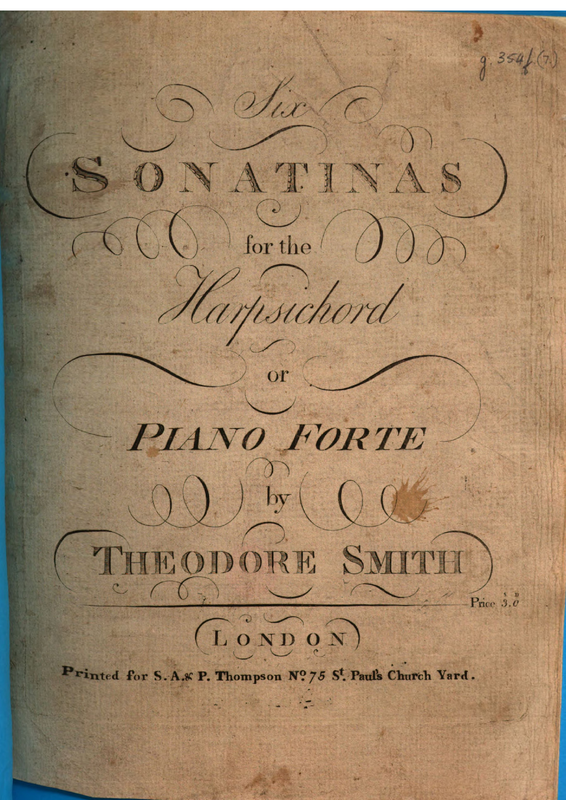 g. 354f. (7.)
Six
SONATINAS
for the
Harpsichord
or
PIANO FORTE
by
THEODORE SMITH
Price 3.0
LONDON
Printed for S. A. & P. Thompson No. 75 St. Paul's Church Yard.